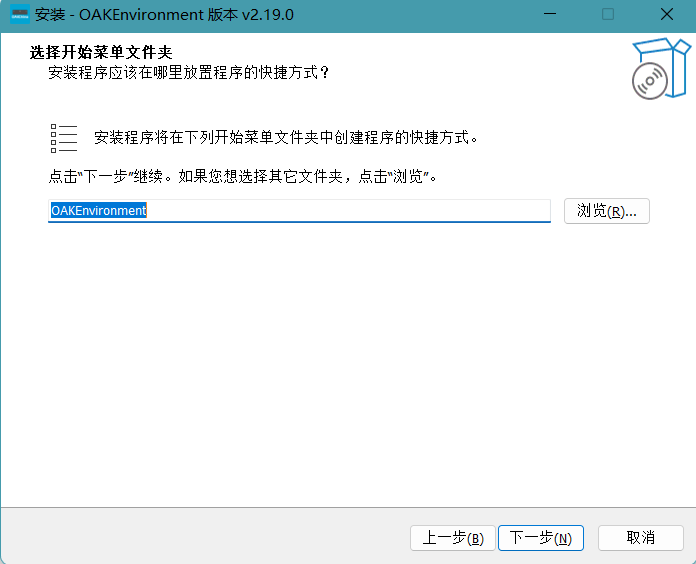 安装 - OAKEnvironment 版本 v2.19.0
选择开始菜单文件夹
安装程序应该在哪里放置程序的快捷方式？
安装程序将在下列开始菜单文件夹中创建程序的快捷方式。
点击“下一步”继续。如果您想选择其它文件夹，点击“浏览”。
OAKEnvironment
浏览(R)...
上一步(B)
下一步(N)
取消